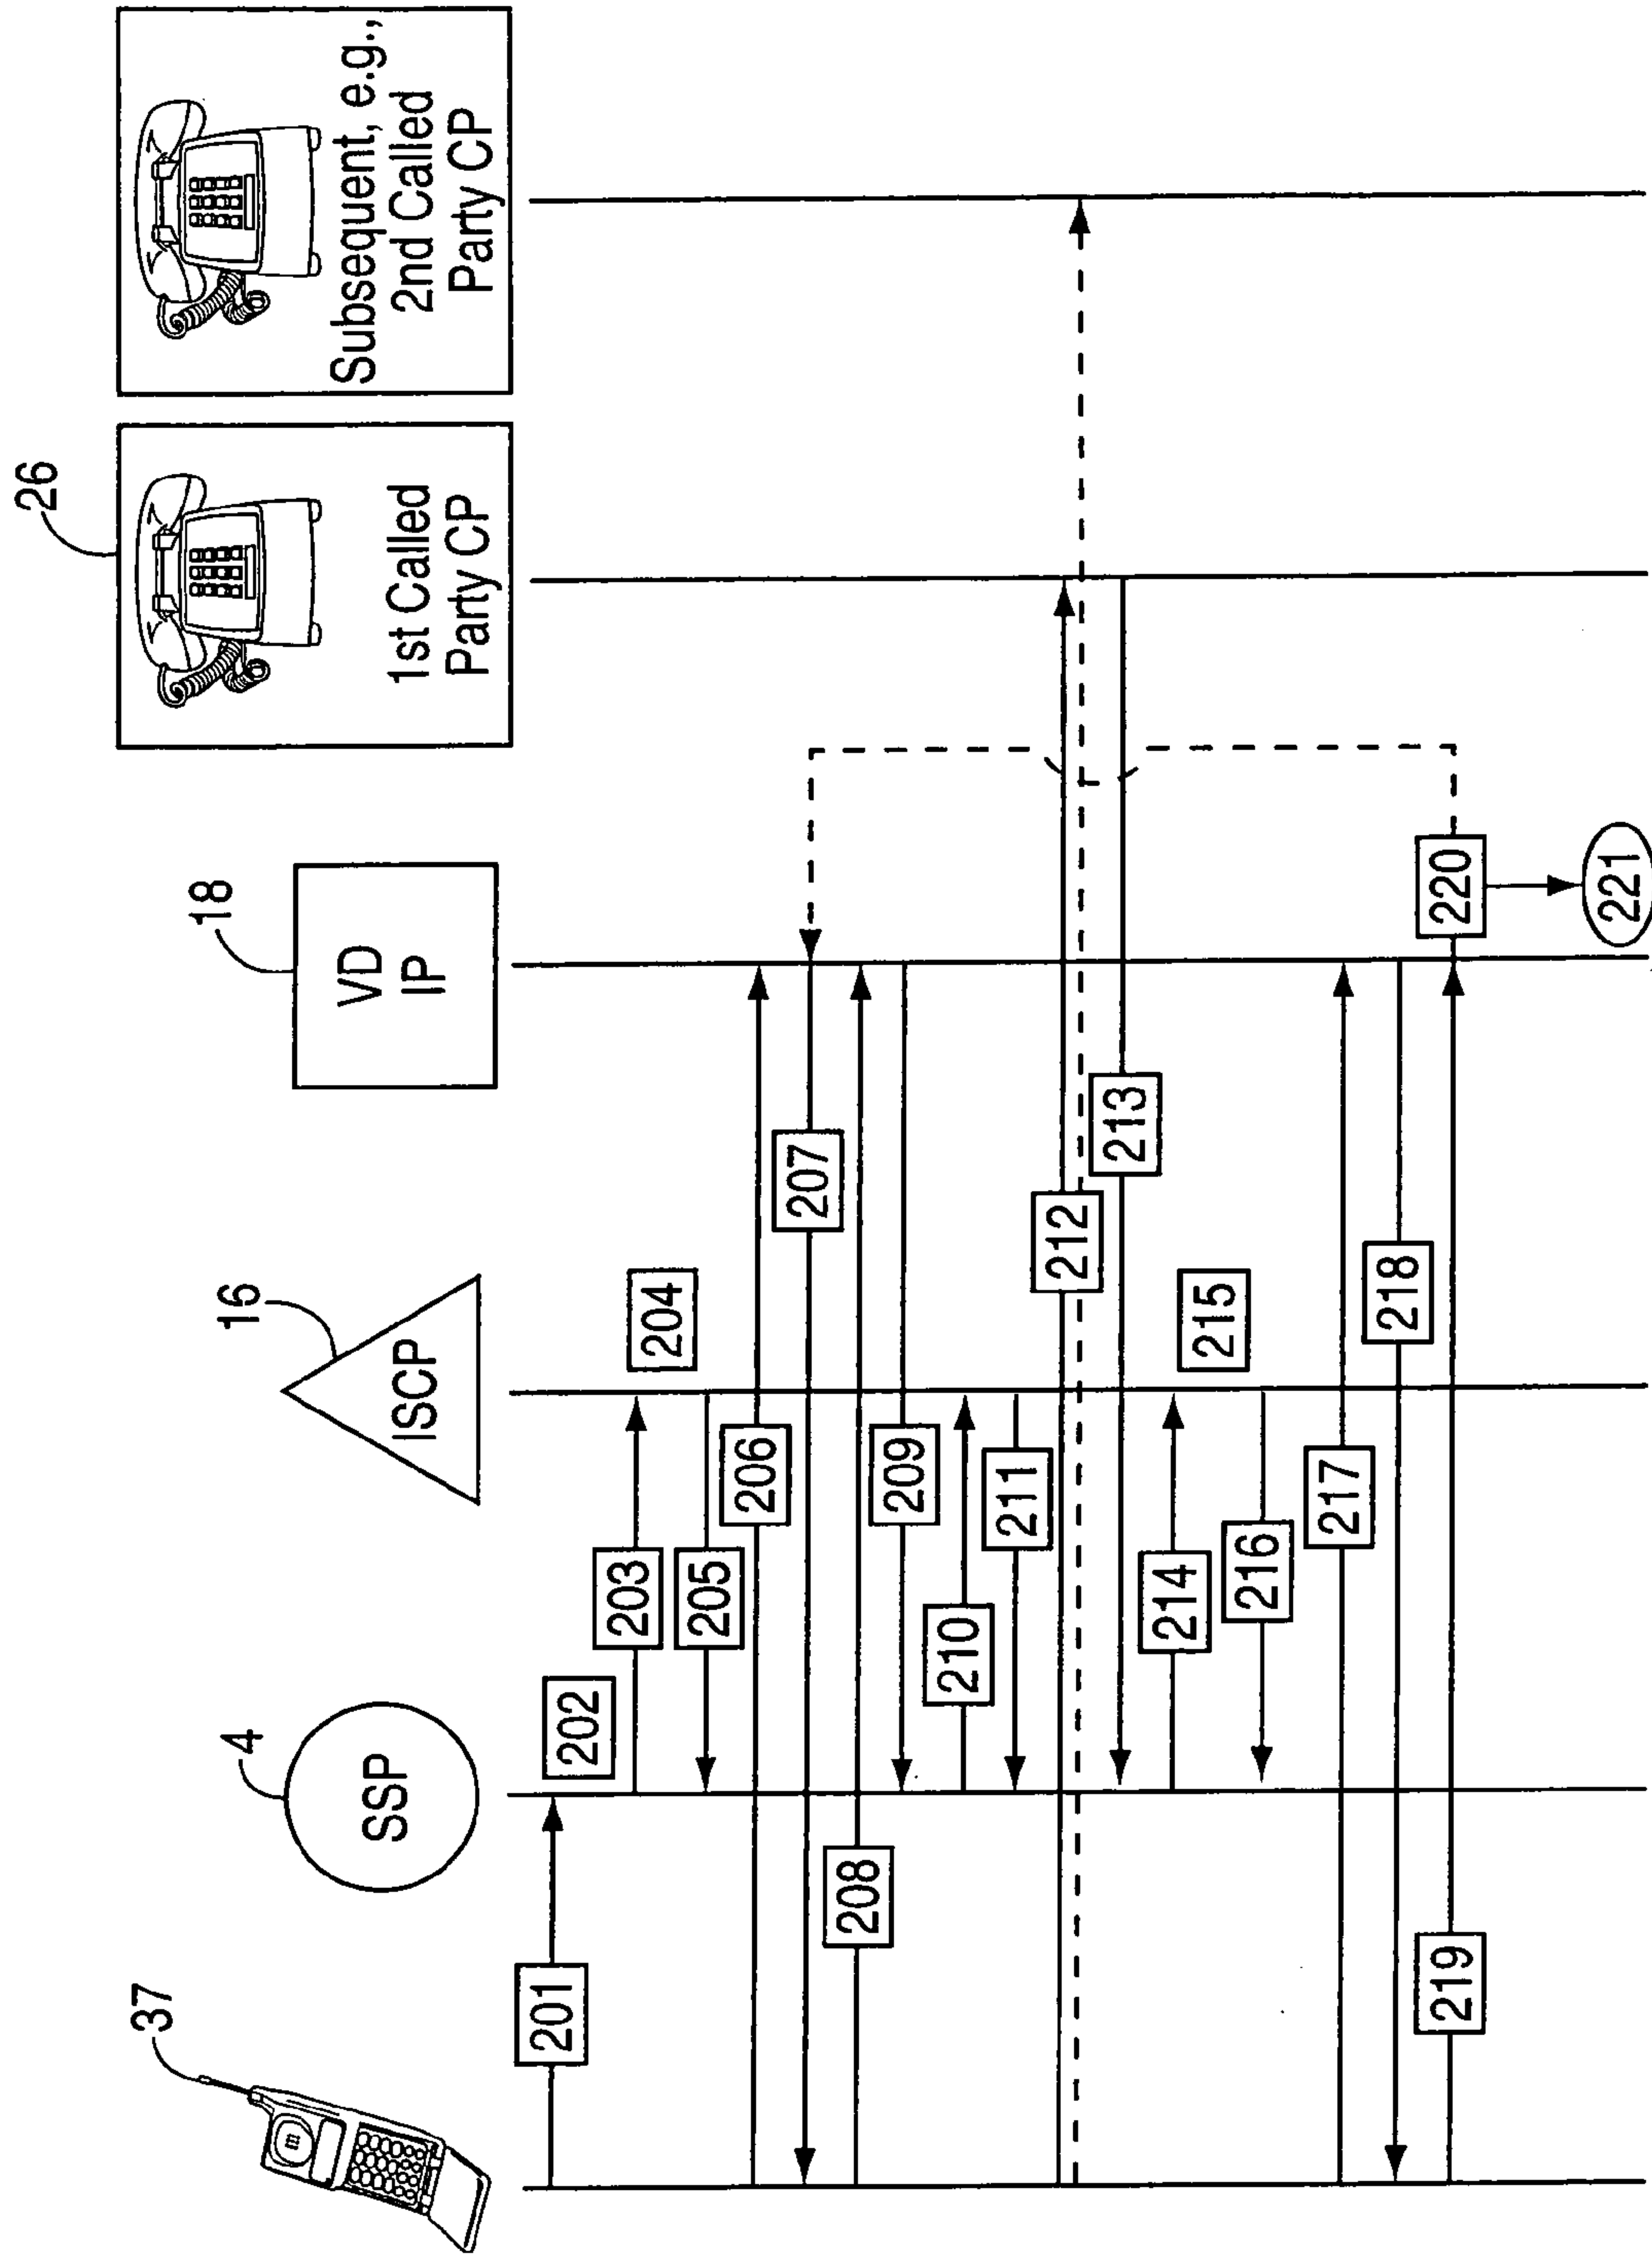 37
4
SSP
16
ISCP
18
VD
IP
26
1st Called
Party CP
Subsequent, e.g.,
2nd Called
Party CP
201
202
203
204
205
206
207
208
209
210
211
212
213
214
215
216
217
218
219
220
221